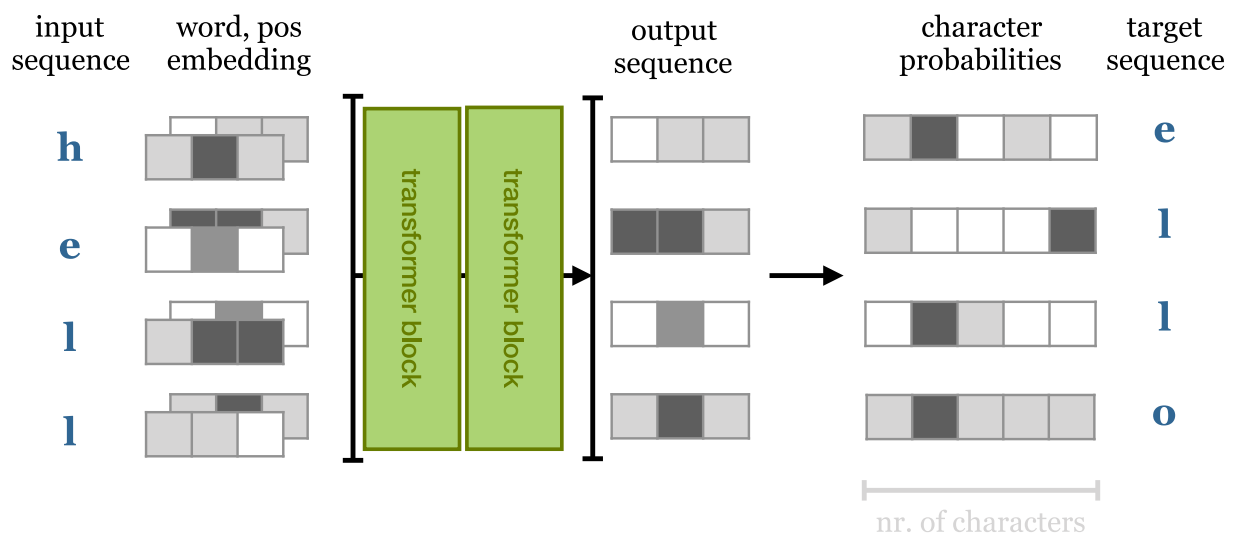 input
sequence
word, pos
embedding
output
sequence
character
probabilities
target
sequence
h
e
l
l
transformer block
transformer block
e
l
l
o
nr. of characters